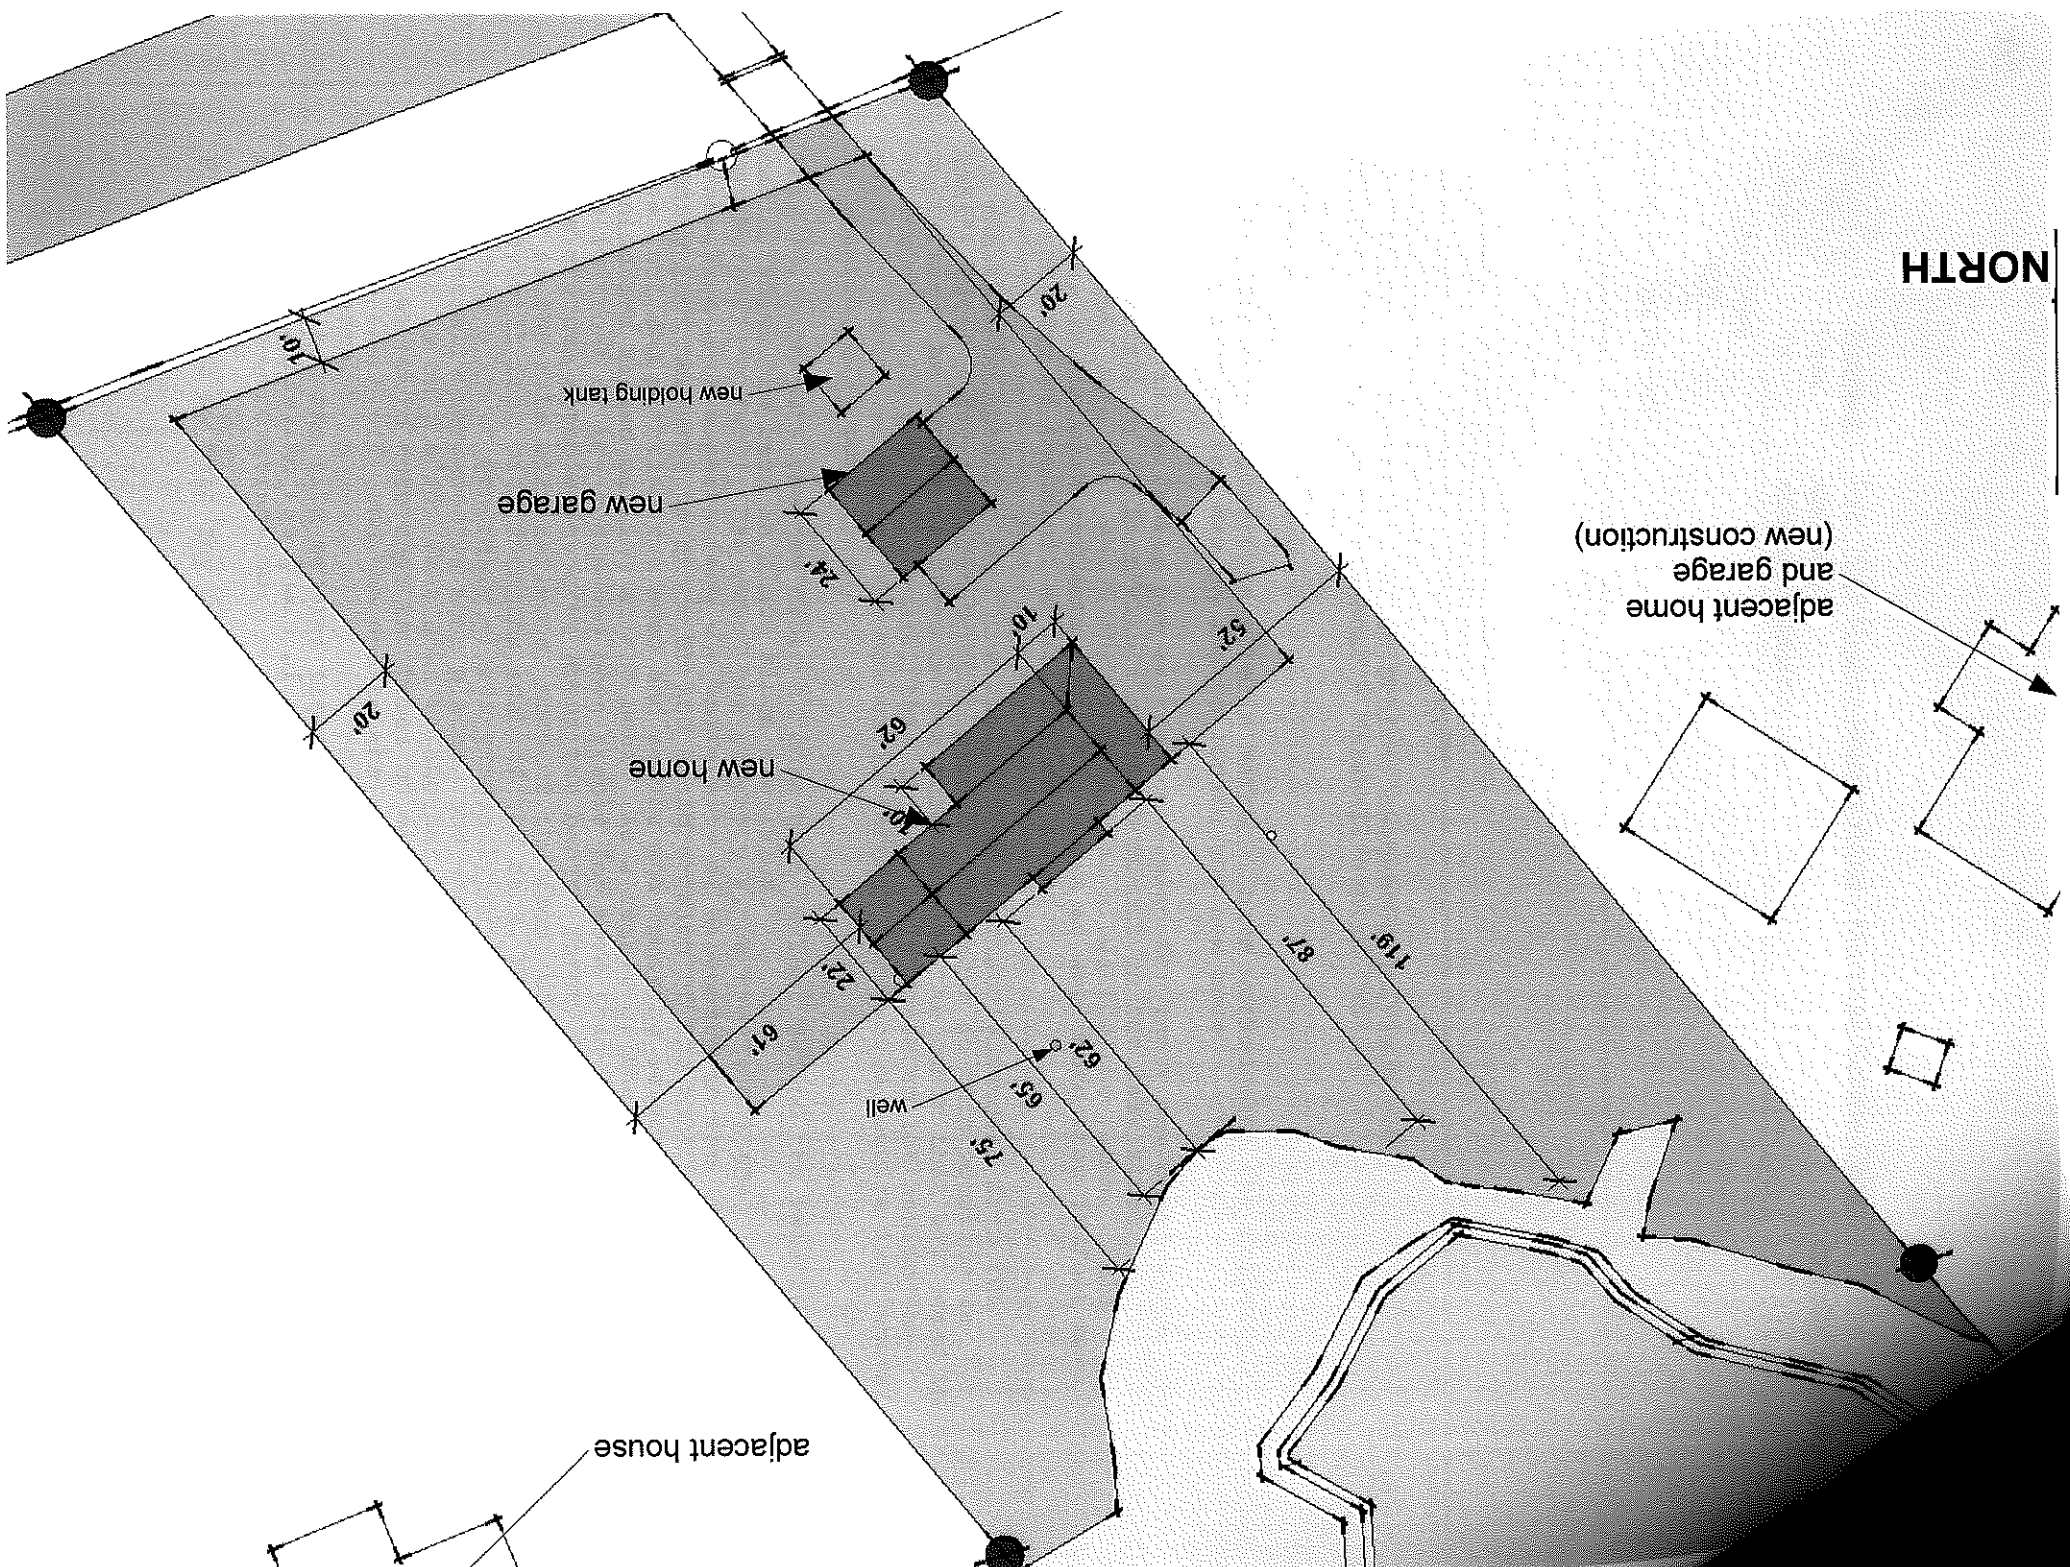 adjacent house
75'
well
65'
62'
61'
22'
119'
87'
10'
new home
62'
52'
10'
20'
24'
adjacent home
and garage
(new construction)
new garage
new holding tank
10'
20'
NORTH